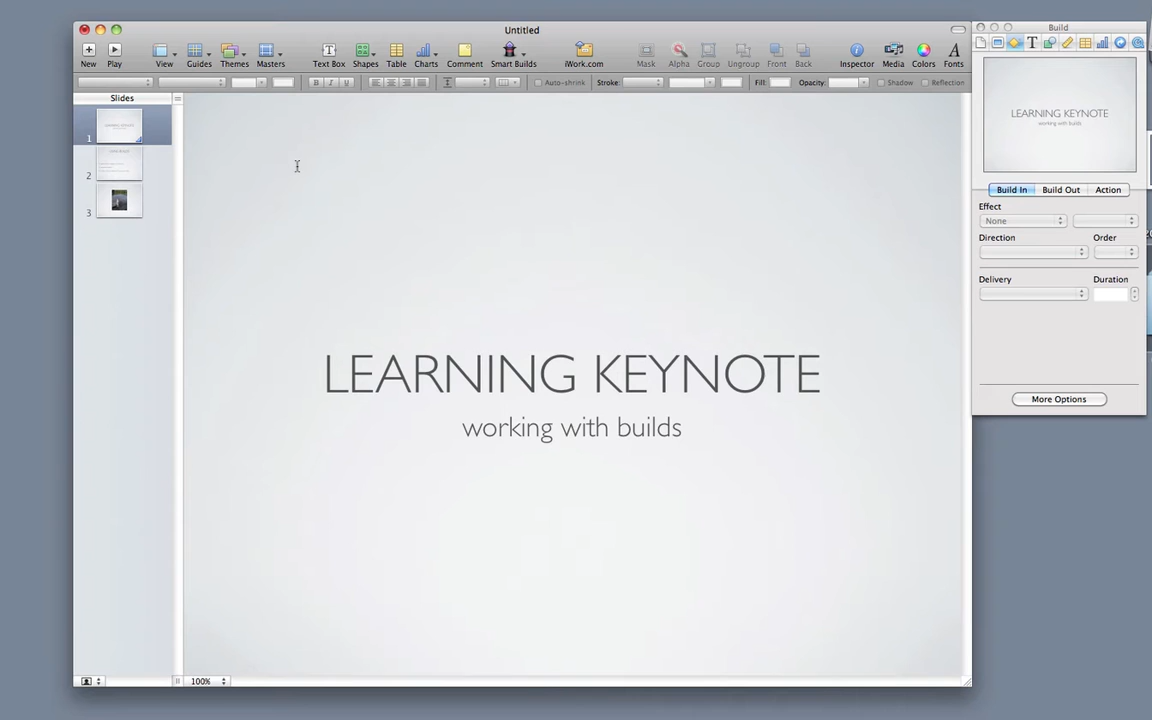 Untitled
New
Play
View
Guides
Themes
Masters
Text Box
Shapes
Table
Charts
Comment
Smart Builds
iWork.com
Mask
Alpha
Group
Ungroup
Front
Back
Inspector
Media
Colors
Fonts
B I U
Auto-shrink
Stroke:
Fill:
Opacity:
Shadow
Reflection
Slides
1
2
3
LEARNING KEYNOTE
working with builds
100%
Build
LEARNING KEYNOTE
working with builds
Build In
Build Out
Action
Effect
None
Direction
Order
Delivery
Duration
More Options